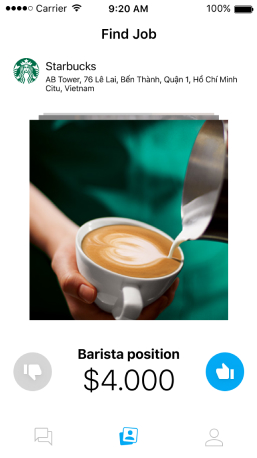 Carrier 9:20 AM 100%
Find Job
Starbucks
AB Tower, 76 Lê Lai, Bến Thành, Quận 1, Hồ Chí Minh
Citu, Vietnam
Barista position
$4.000